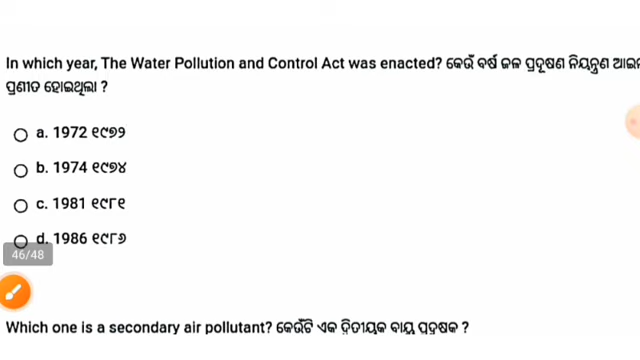 In which year, The Water Pollution and Control Act was enacted? କେଉଁ ବର୍ଷ ଜଳ ପ୍ରଦୂଷଣ ନିୟନ୍ତ୍ରଣ
ପ୍ରଣୀତ ହୋଇଥିଲା ?
a. 1972 ୧୯୭୨
b. 1974 ୧୯୭୪
c. 1981 ୧୯୮୧
d. 1986 ୧୯୮୬
46/48
Which one is a secondary air pollutant? କେଉଁଟି ଏକ ଦ୍ୱିତୀୟକ ବାୟୁ ପ୍ରଦୂଷକ ?